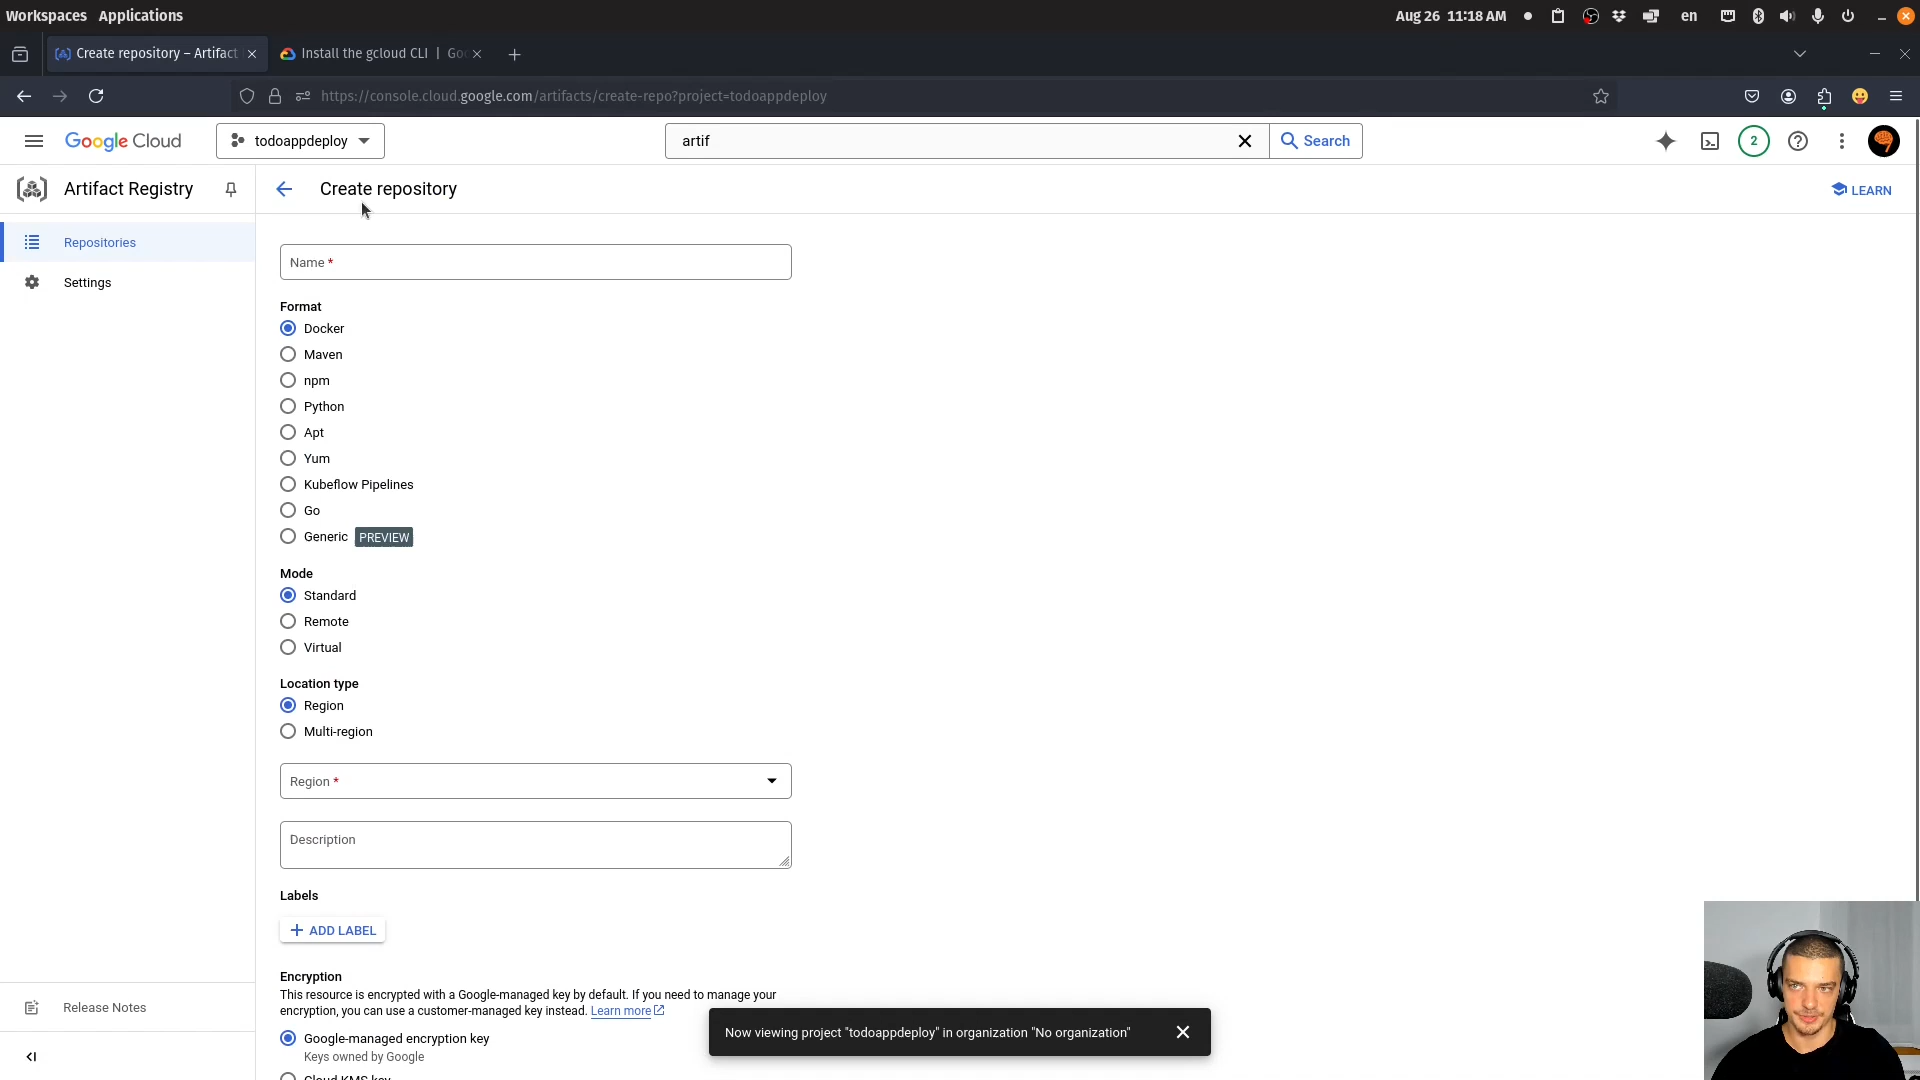 Workspaces Applications
Aug 26 11:18 AM
en
Create repository – Artifact
Install the gcloud CLI | Goo
https://console.cloud.google.com/artifacts/create-repo?project=todoappdeploy
Google Cloud
todoappdeploy
artif
Search
2
Artifact Registry
Create repository
LEARN
Repositories
Settings
Name *
Format
Docker
Maven
npm
Python
Apt
Yum
Kubeflow Pipelines
Go
Generic PREVIEW
Mode
Standard
Remote
Virtual
Location type
Region
Multi-region
Region *
Description
Labels
ADD LABEL
Encryption
This resource is encrypted with a Google-managed key by default. If you need to manage your
encryption, you can use a customer-managed key instead. Learn more
Google-managed encryption key
Keys owned by Google
Cloud KMS key
Release Notes
Now viewing project "todoappdeploy" in organization "No organization"